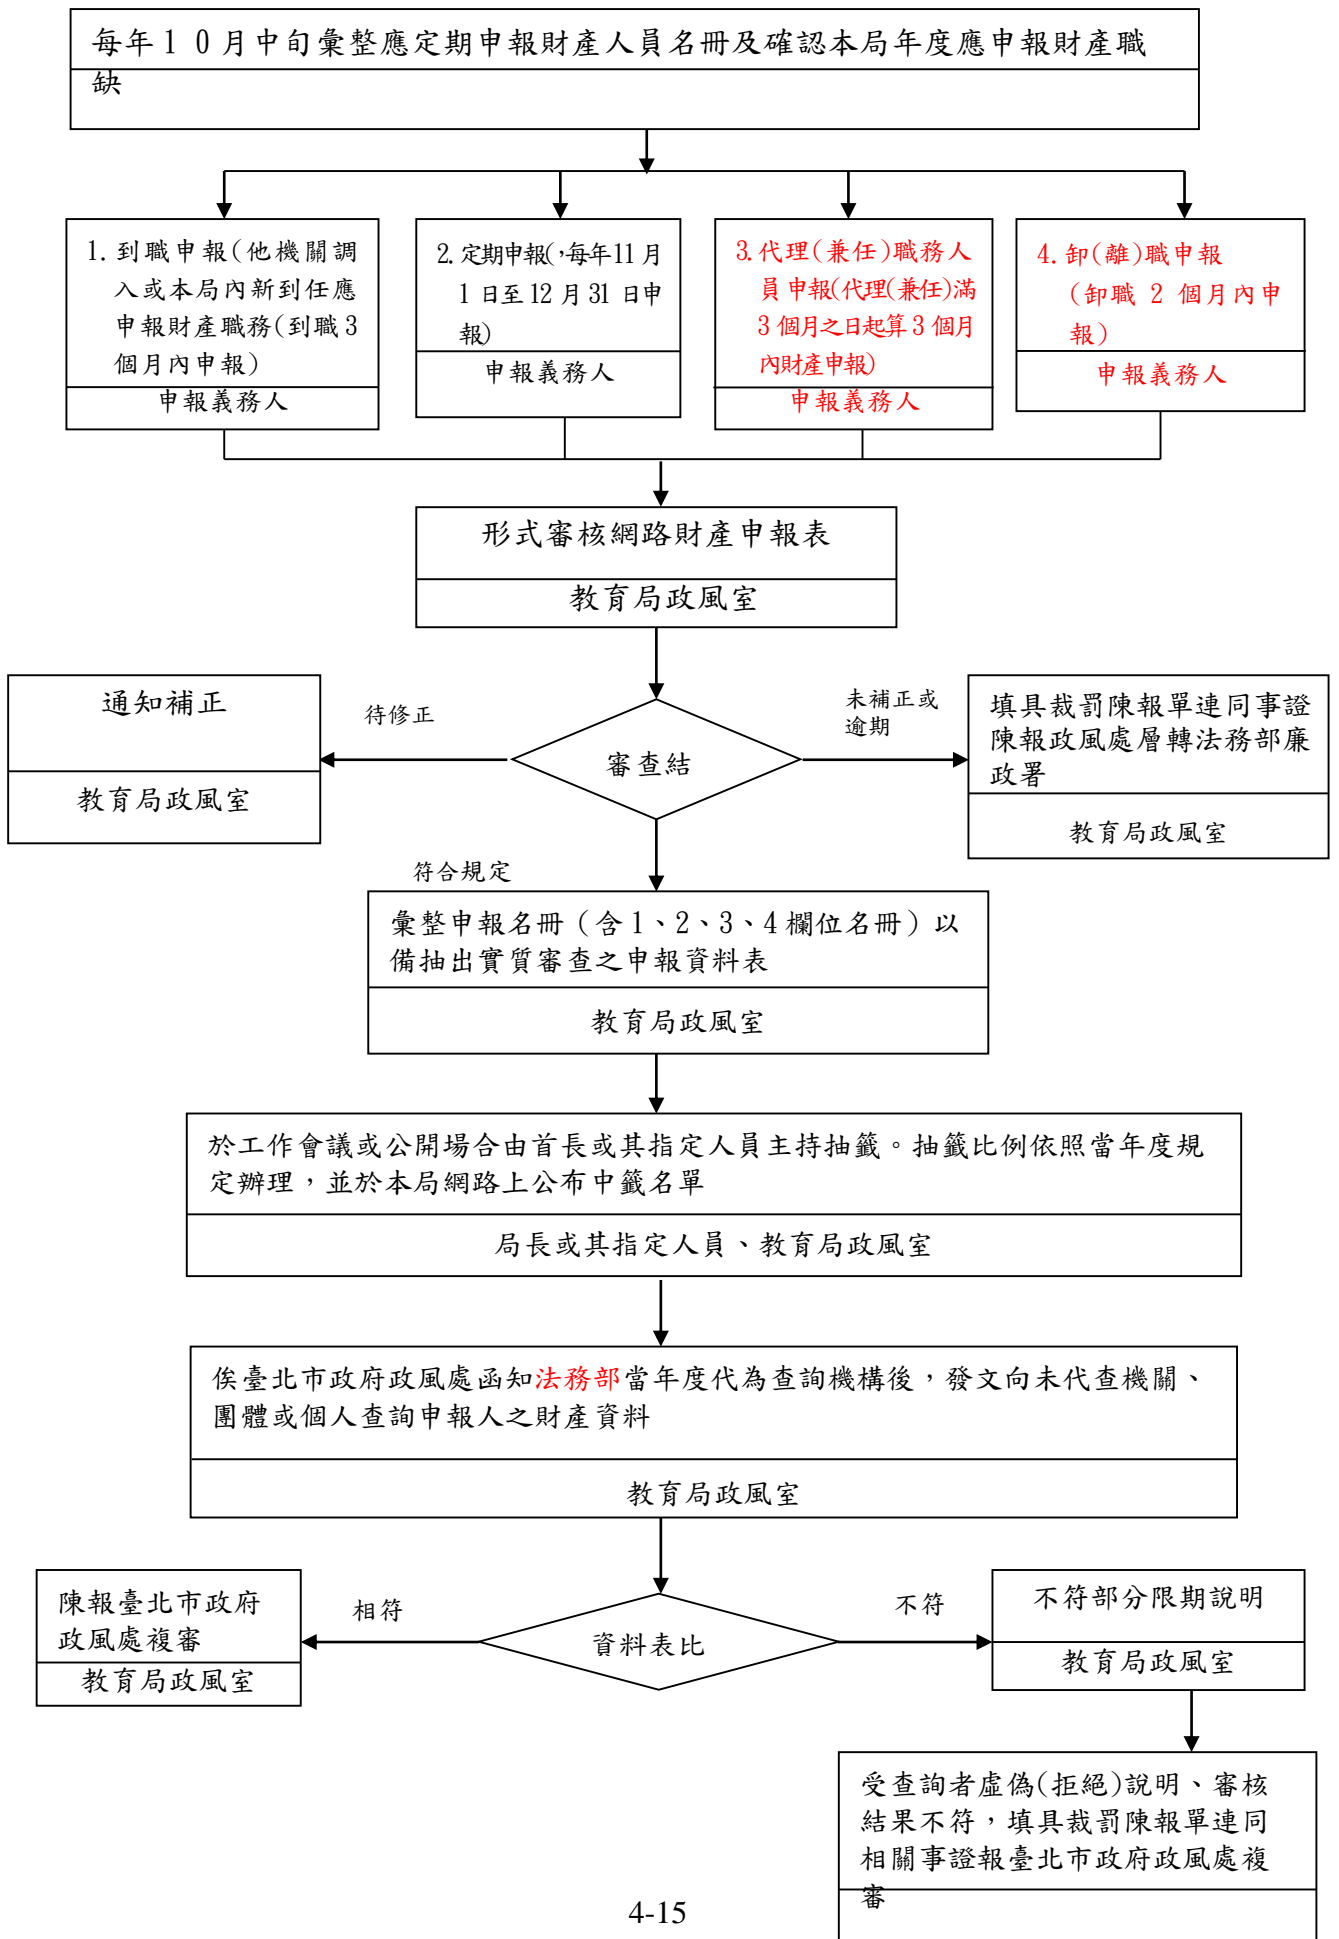 每年10月中旬彙整應定期申報財產人員名冊及確認本局年度應申報財產職
缺
1. 到職申報(他機關調
入或本局內新到任應
申報財產職務(到職3
個月內申報)
申報義務人
2. 定期申報(,每年11月
1日至12月31日申
報)
申報義務人
3. 代理(兼任)職務人
員申報(代理(兼任)滿
3個月之日起算3個月
內財產申報)
申報義務人
4. 卸(離)職申報
(卸職 2 個月內申
報)
申報義務人
形式審核網路財產申報表
教育局政風室
通知補正
教育局政風室
待修正
審查結
未補正或
逾期
填具裁罰陳報單連同事證
陳報政風處層轉法務部廉
政署
教育局政風室
符合規定
彙整申報名冊（含1、2、3、4欄位名冊）以
備抽出實質審查之申報資料表
教育局政風室
於工作會議或公開場合由首長或其指定人員主持抽籤。抽籤比例依照當年度規
定辦理，並於本局網路上公布中籤名單
局長或其指定人員、教育局政風室
俟臺北市政府政風處函知法務部當年度代為查詢機構後，發文向未代查機關、
團體或個人查詢申報人之財產資料
教育局政風室
陳報臺北市政府
政風處複審
教育局政風室
相符
資料表比
不符
不符部分限期說明
教育局政風室
受查詢者虛偽(拒絕)說明、審核
結果不符，填具裁罰陳報單連同
相關事證報臺北市政府政風處複
審
4-15